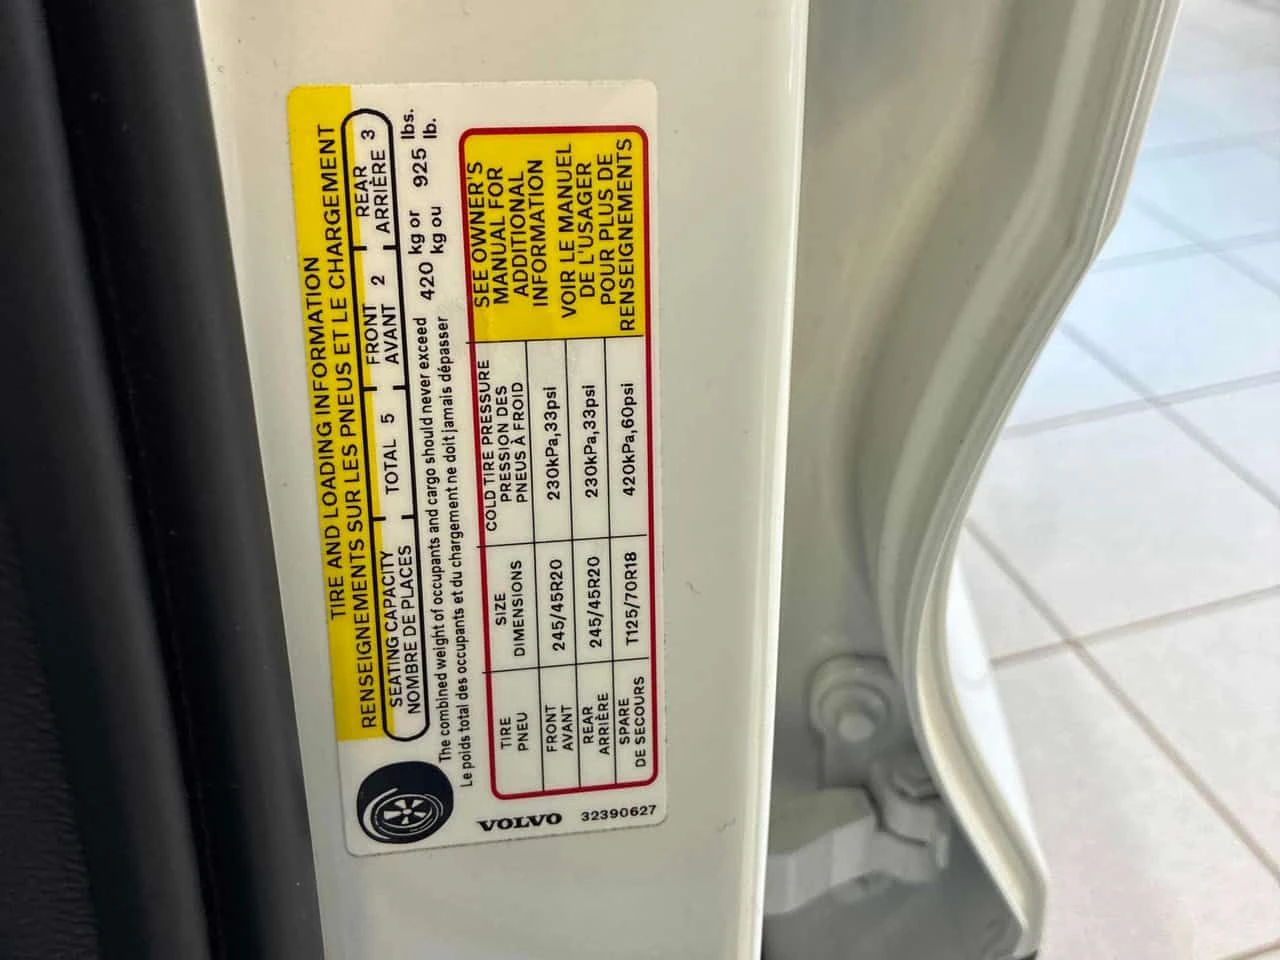 TIRE AND LOADING INFORMATION
RENSEIGNEMENTS SUR LES PNEUS ET LE CHARGEMENT
SEATING CAPACITY
NOMBRE DE PLACES
TOTAL 5
FRONT
AVANT 2
REAR
ARRIÈRE 3
The combined weight of occupants and cargo should never exceed
Le poids total des occupants et du chargement ne doit jamais dépasser
420 kg or 925 lbs.
kg ou lb.
TIRE
PNEU
SIZE
DIMENSIONS
COLD TIRE PRESSURE
PRESSION DES
PNEUS À FROID
FRONT
AVANT
245/45R20
230kPa,33psi
REAR
ARRIÈRE
245/45R20
230kPa,33psi
SPARE
DE SECOURS
T125/70R18
420kPa,60psi
SEE OWNER'S
MANUAL FOR
ADDITIONAL
INFORMATION
VOIR LE MANUEL
DE L'USAGER
POUR PLUS DE
RENSEIGNEMENTS
VOLVO 32390627